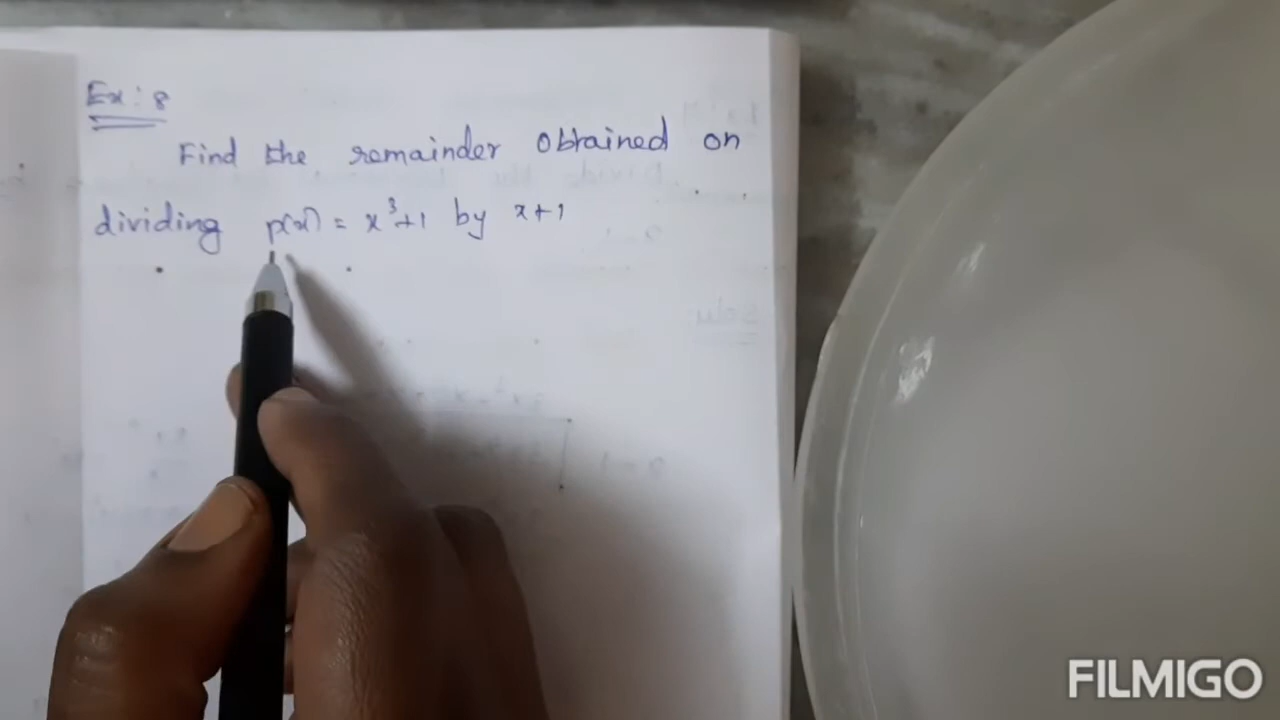 Ex: 8
Find the remainder obtained on
dividing p(x) = x³+1 by x+1
FILMIGO